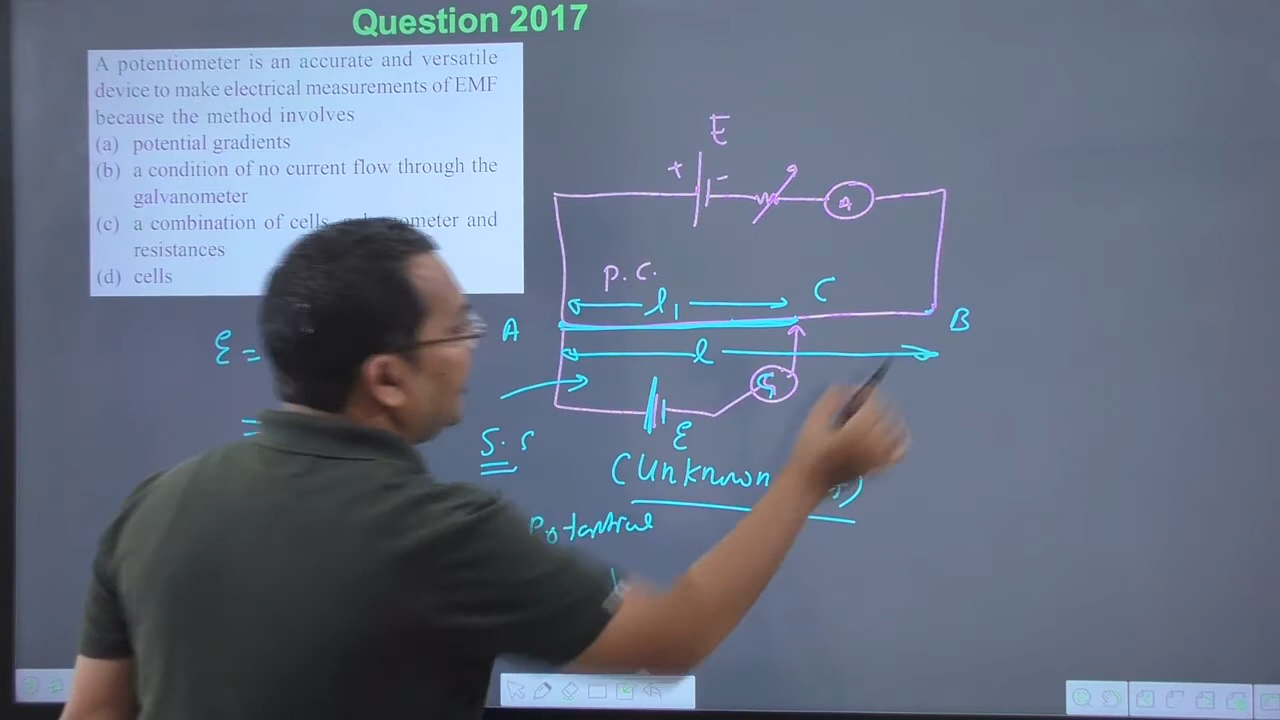 Question 2017
A potentiometer is an accurate and versatile
device to make electrical measurements of EMF
because the method involves
(a) potential gradients
(b) a condition of no current flow through the
galvanometer
(c) a combination of cells, and
resistances
(d) cells
E
+ -
A
P.C.
l₁
C
A
B
l
ε =
=
G
ε
S.S
(Unknown )
Potential
k